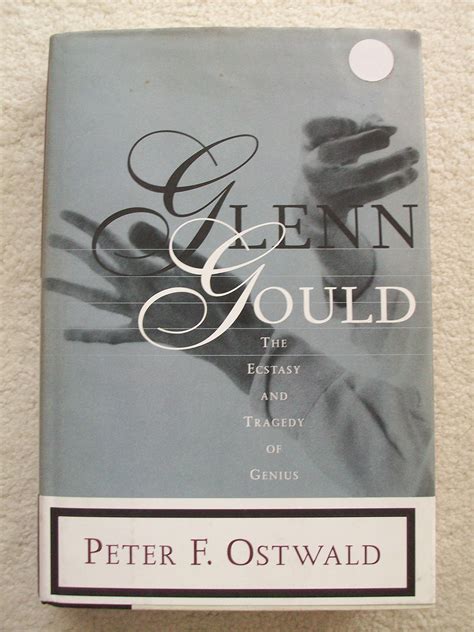 GLENN
GOULD
THE
ECSTASY
AND
TRAGEDY
OF
GENIUS
PETER F. OSTWALD